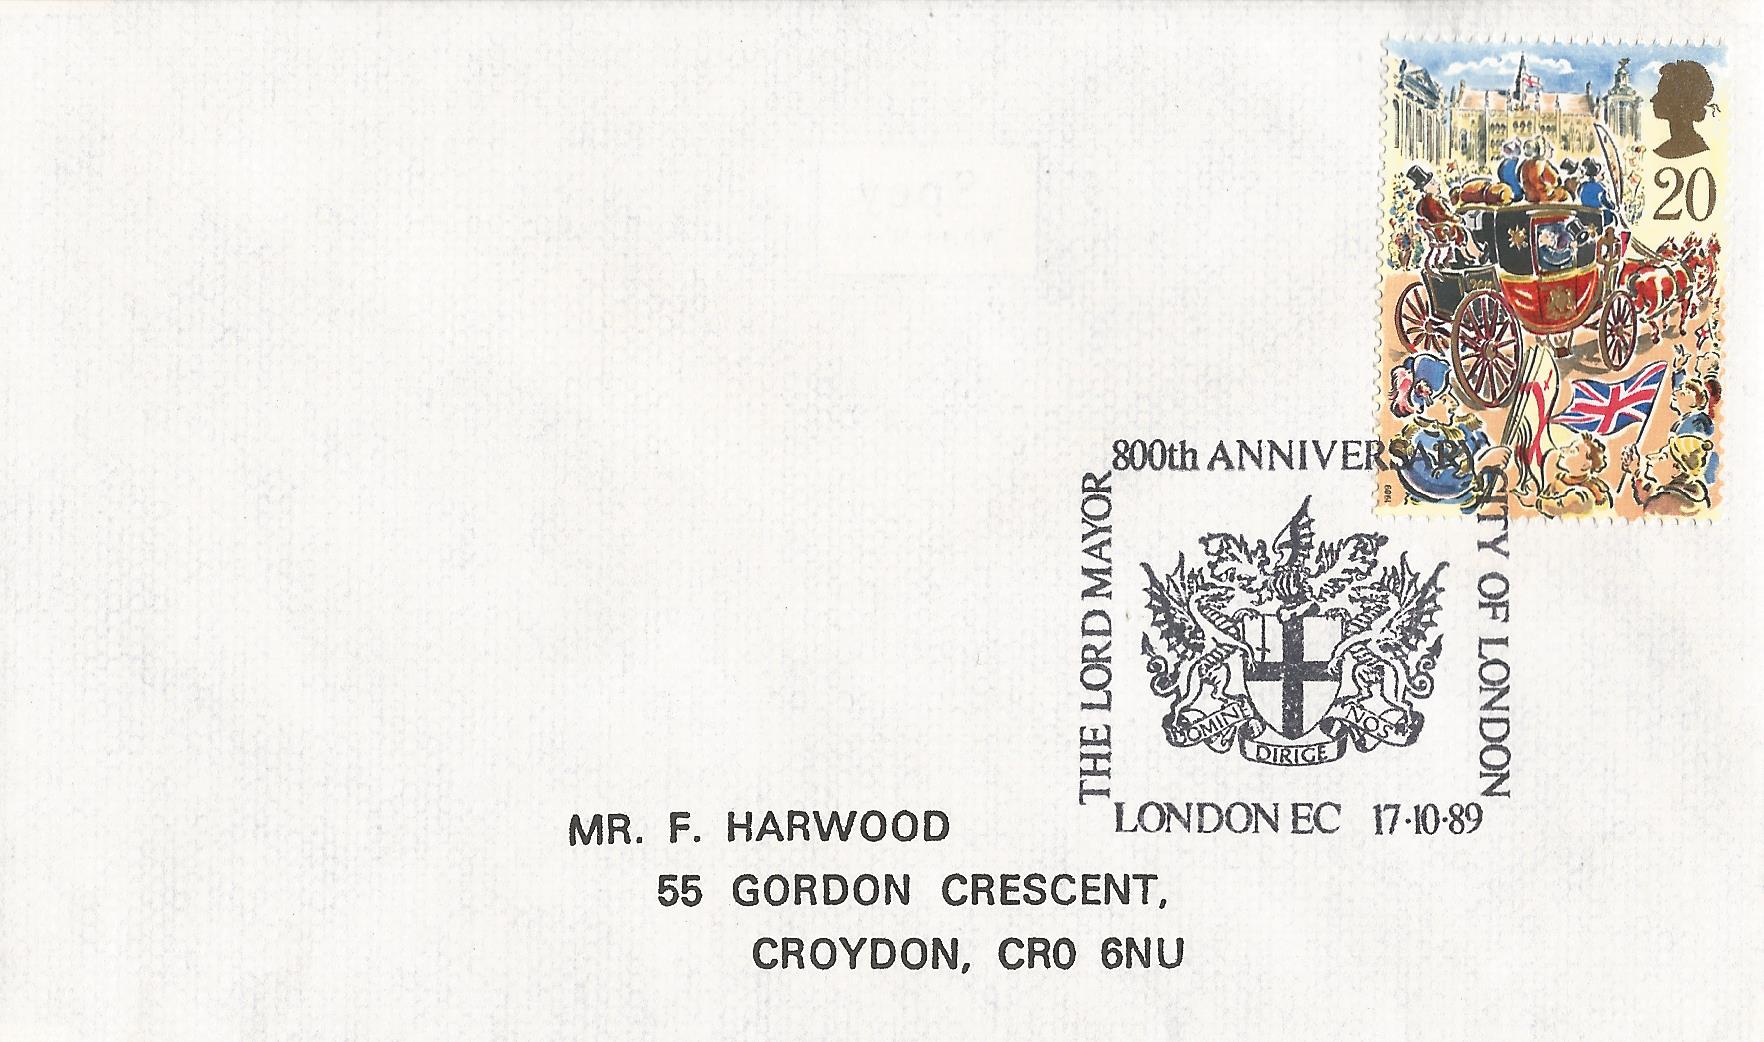 20
1989
800th ANNIVERSARY
THE LORD MAYOR
CITY OF LONDON
DOMINE DIRIGE NOS
LONDON EC 17·10·89
MR. F. HARWOOD
55 GORDON CRESCENT,
CROYDON, CR0 6NU